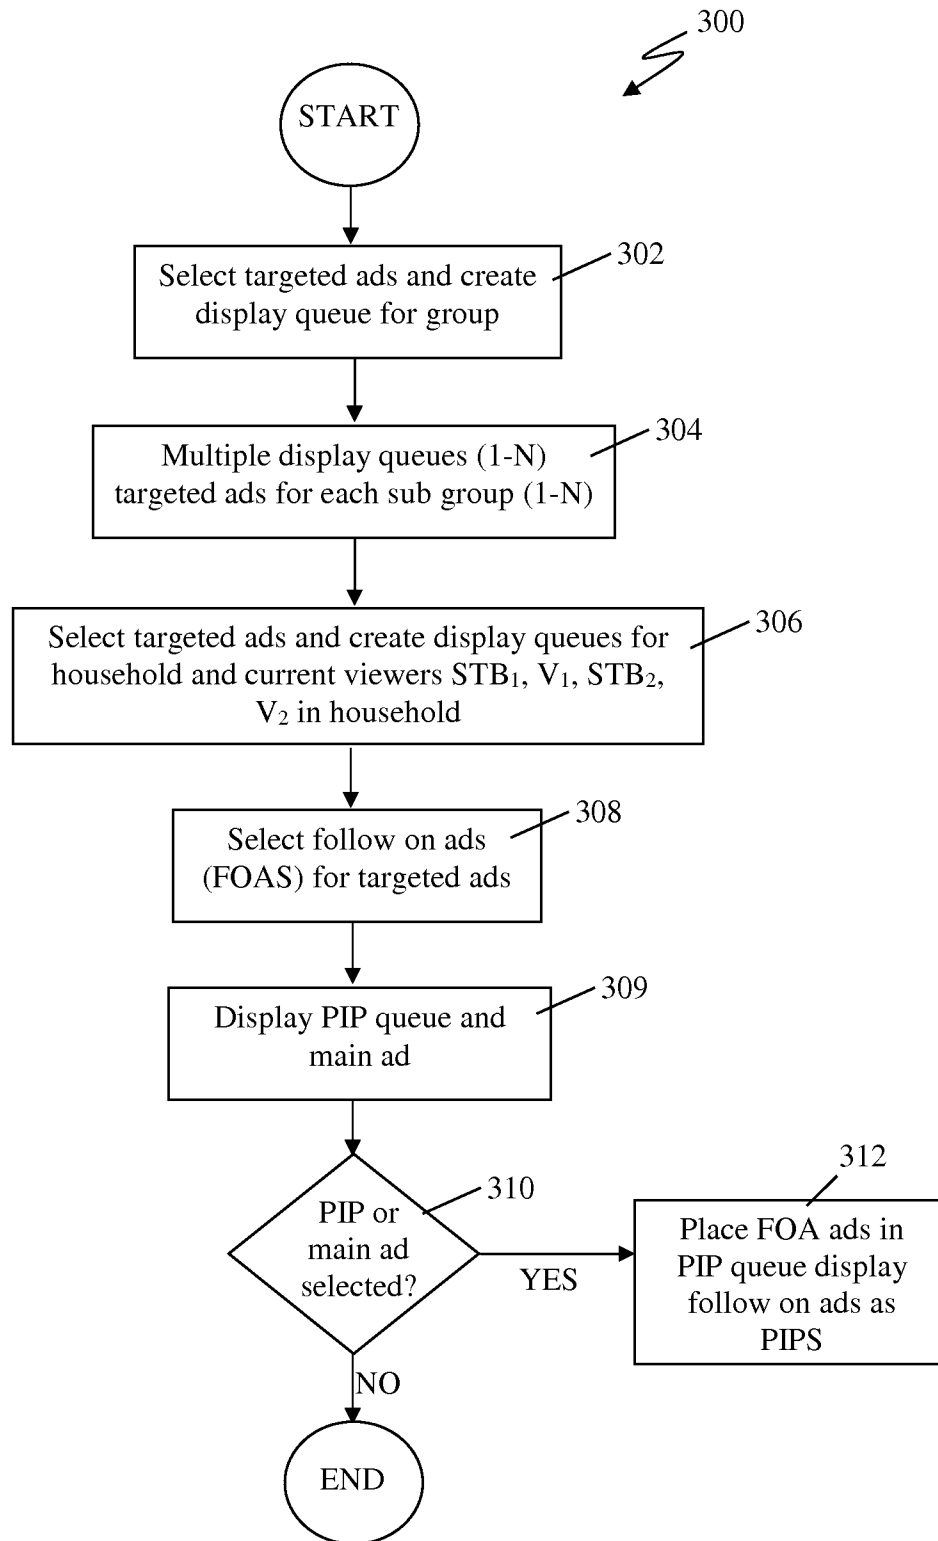 300
START
302
Select targeted ads and create
display queue for group
304
Multiple display queues (1-N)
targeted ads for each sub group (1-N)
306
Select targeted ads and create display queues for
household and current viewers STB₁, V₁, STB₂,
V₂ in household
308
Select follow on ads
(FOAS) for targeted ads
309
Display PIP queue and
main ad
310
PIP or
main ad
selected?
YES
312
Place FOA ads in
PIP queue display
follow on ads as
PIPS
NO
END